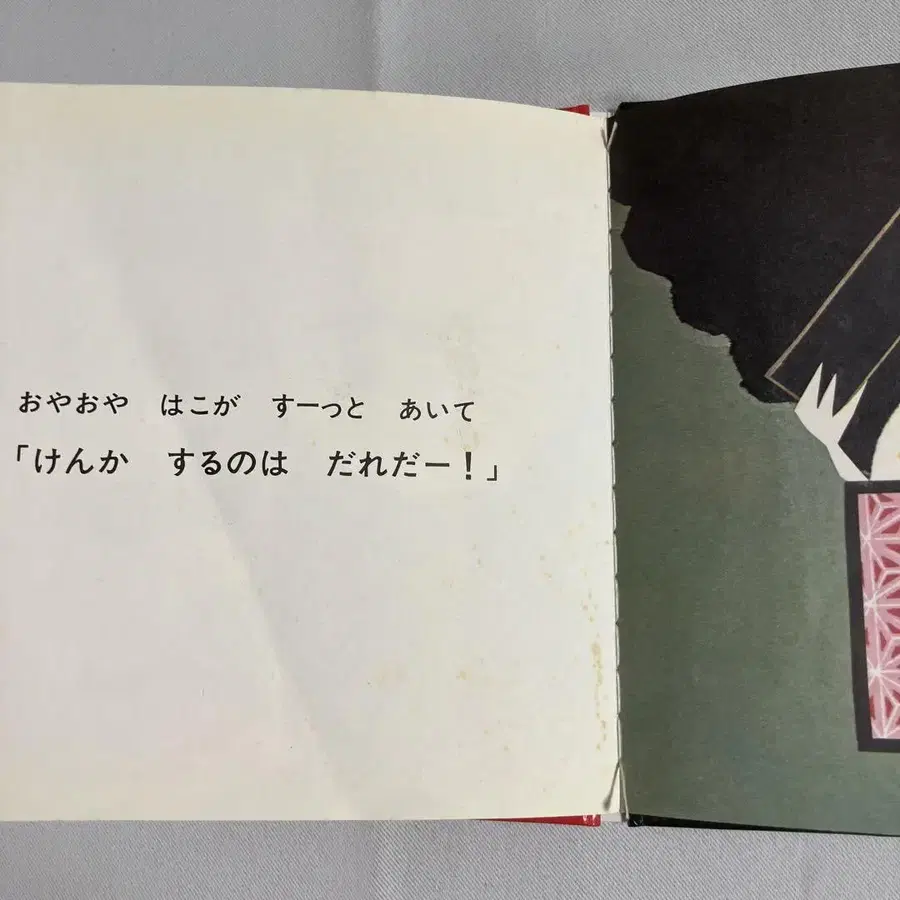 おやおや　はこが　すーっと　あいて
「けんか　するのは　だれだー！」